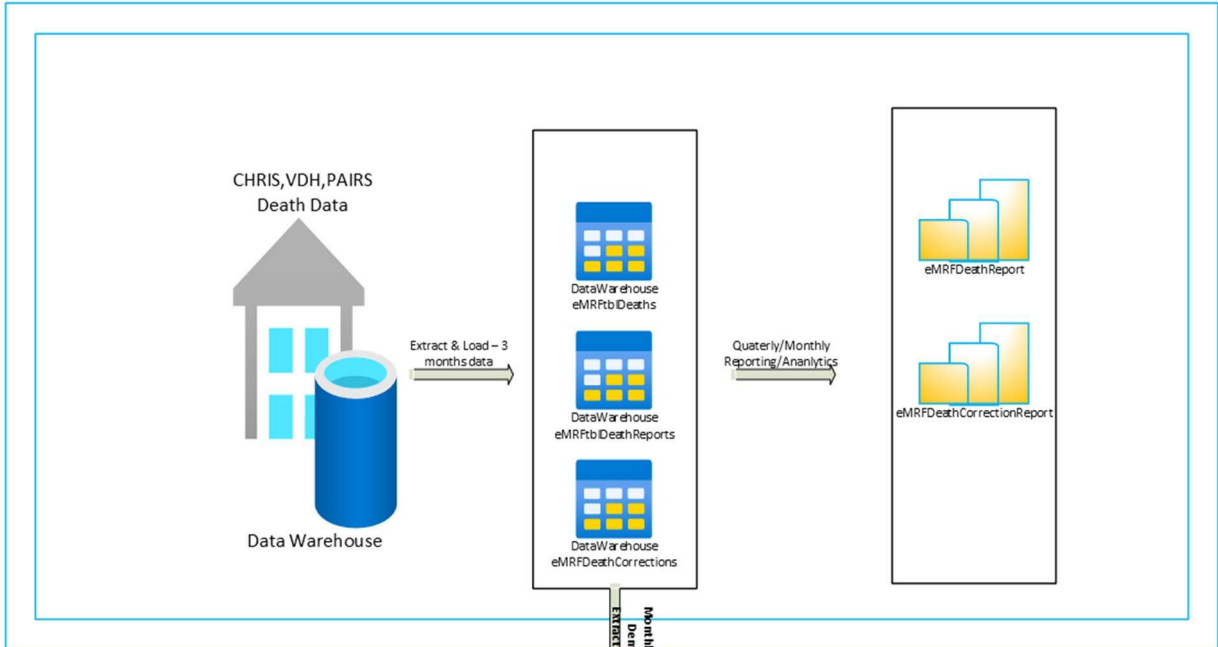 CHRIS,VDH,PAIRS
Death Data
Data Warehouse
Extract & Load – 3
months data
DataWarehouse
eMRFtblDeaths
DataWarehouse
eMRFtblDeathReports
DataWarehouse
eMRFDeathCorrections
Quaterly/Monthly
Reporting/Ananlytics
eMRFDeathReport
eMRFDeathCorrectionReport
Extract